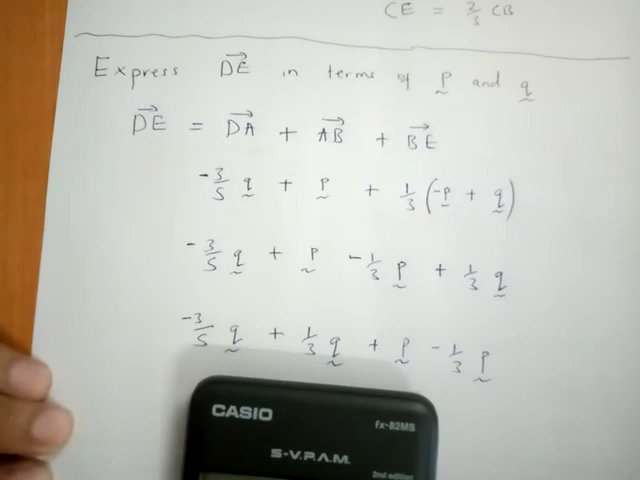 CE = 2/3 CB
Express DE in terms of p and q
DE = DA + AB + BE
-3/5 q + p + 1/3 (-p + q)
-3/5 q + p -1/3 p + 1/3 q
-3/5 q + 1/3 q + p -1/3 p
CASIO
fx-82MS
S-V.P.A.M.
2nd edition